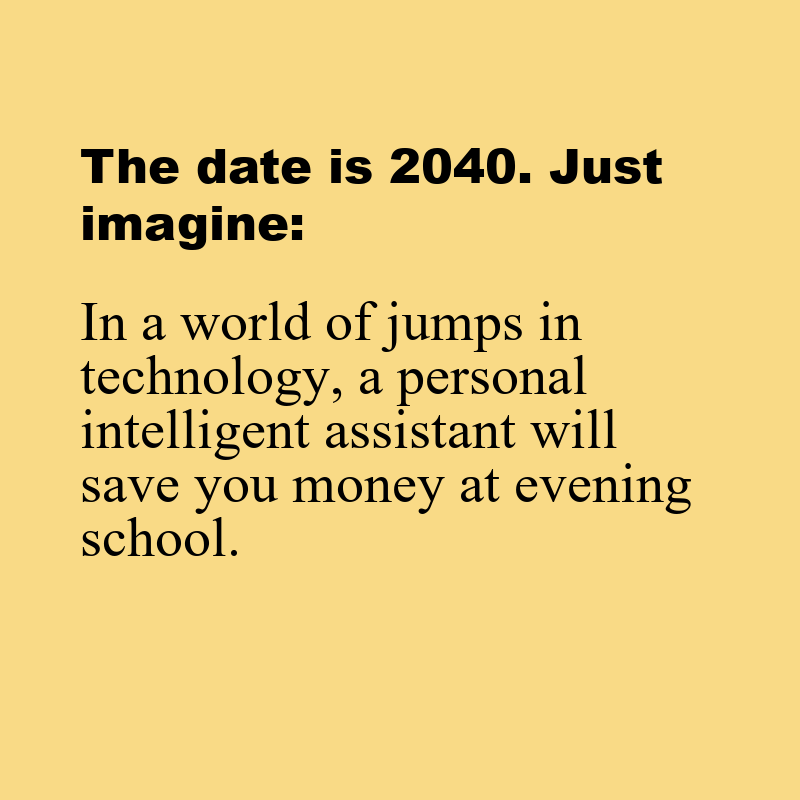 The date is 2040. Just
imagine:
In a world of jumps in
technology, a personal
intelligent assistant will
save you money at evening
school.